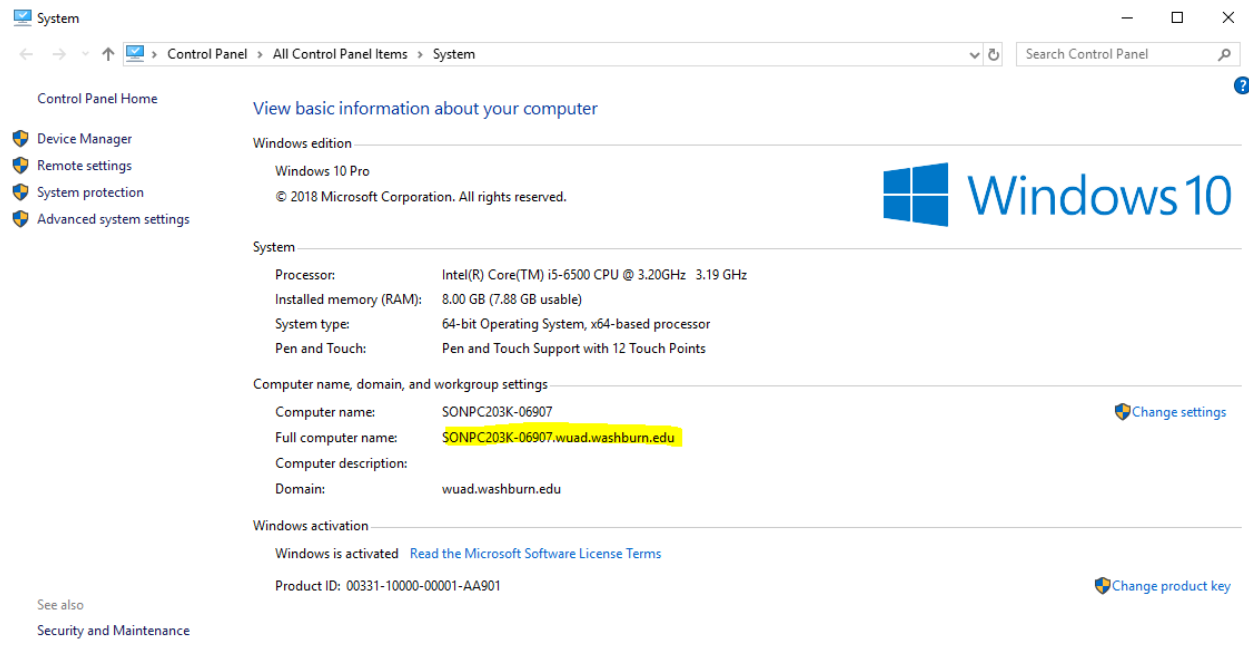 System
Control Panel > All Control Panel Items > System
Search Control Panel
?
Control Panel Home
Device Manager
Remote settings
System protection
Advanced system settings
View basic information about your computer
Windows edition
Windows 10 Pro
© 2018 Microsoft Corporation. All rights reserved.
Windows 10
System
Processor: Intel(R) Core(TM) i5-6500 CPU @ 3.20GHz 3.19 GHz
Installed memory (RAM): 8.00 GB (7.88 GB usable)
System type: 64-bit Operating System, x64-based processor
Pen and Touch: Pen and Touch Support with 12 Touch Points
Computer name, domain, and workgroup settings
Computer name: SONPC203K-06907
Change settings
Full computer name: SONPC203K-06907.wuad.washburn.edu
Computer description:
Domain: wuad.washburn.edu
Windows activation
Windows is activated Read the Microsoft Software License Terms
Product ID: 00331-10000-00001-AA901
Change product key
See also
Security and Maintenance